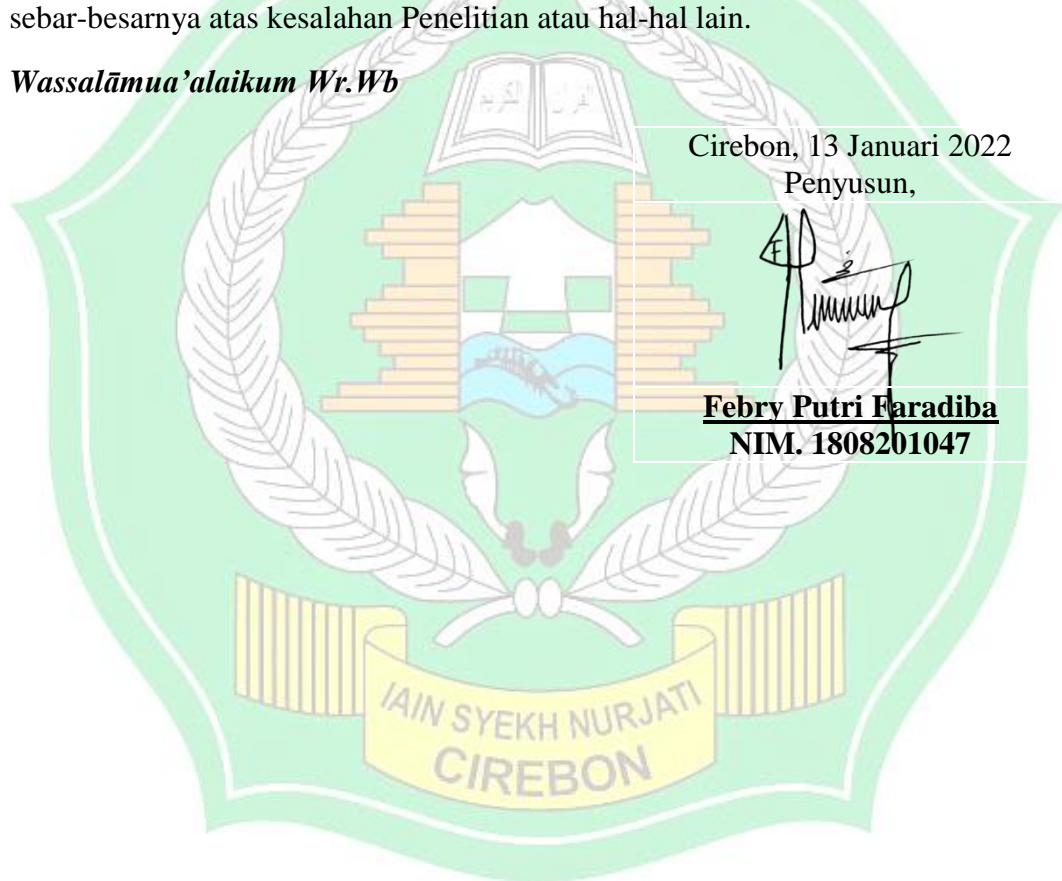 sebar-besarnya atas kesalahan Penelitian atau hal-hal lain.
Wassalāmua’alaikum Wr.Wb
Cirebon, 13 Januari 2022
Penyusun,
Febry Putri Faradiba
NIM. 1808201047
IAIN SYEKH NURJATI
CIREBON